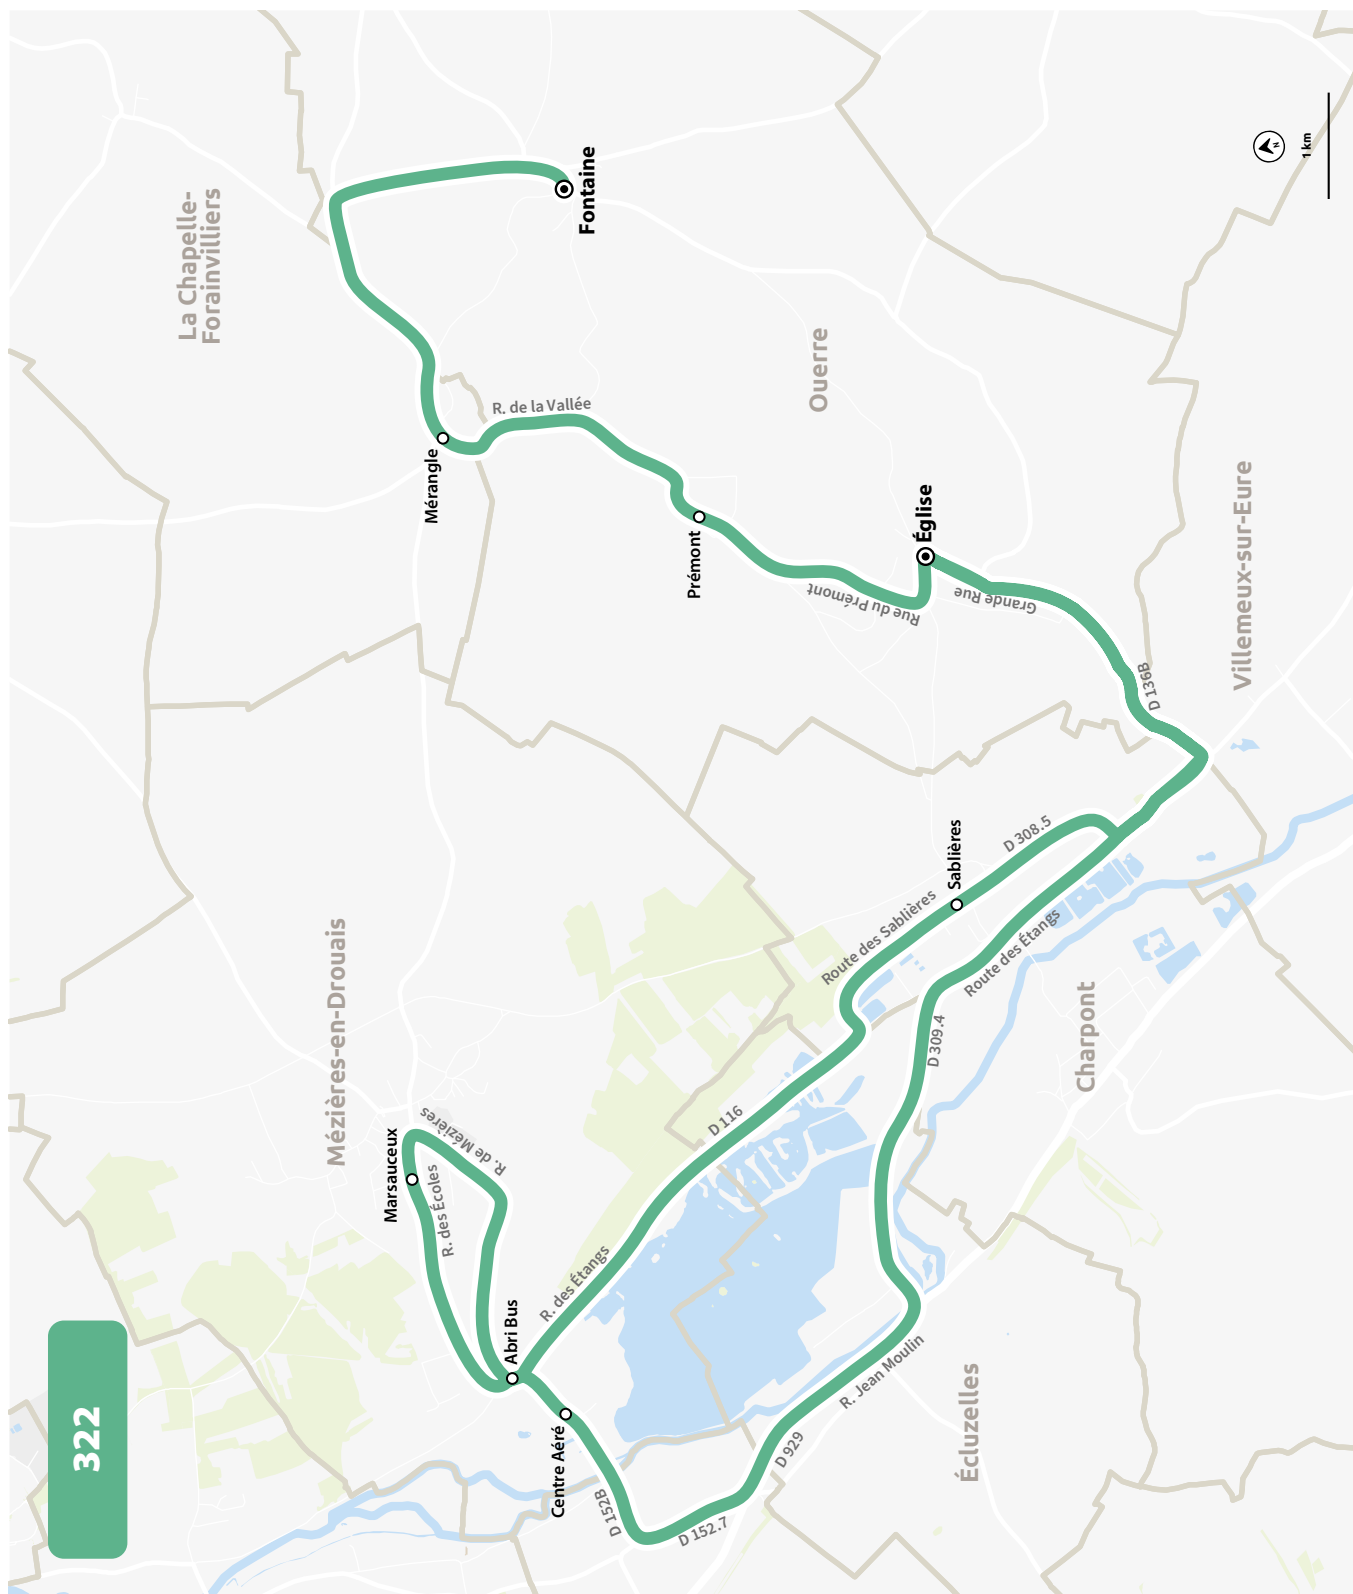 322
La Chapelle-
Forainvilliers
Fontaine
N
1 km
Mérangle
R. de la Vallée
Ouerre
Prémont
Église
Rue du Prémont
Grande Rue
Villemeux-sur-Eure
D 136B
D 308.5
Sablières
Route des Sablières
Route des Étangs
D 309.4
Charpont
Mézières-en-Drouais
R. de Mézières
Marsauceux
R. des Écoles
D 116
R. des Étangs
Abri Bus
Centre Aéré
D 152B
D 152.7
D 929
R. Jean Moulin
Écluzelles